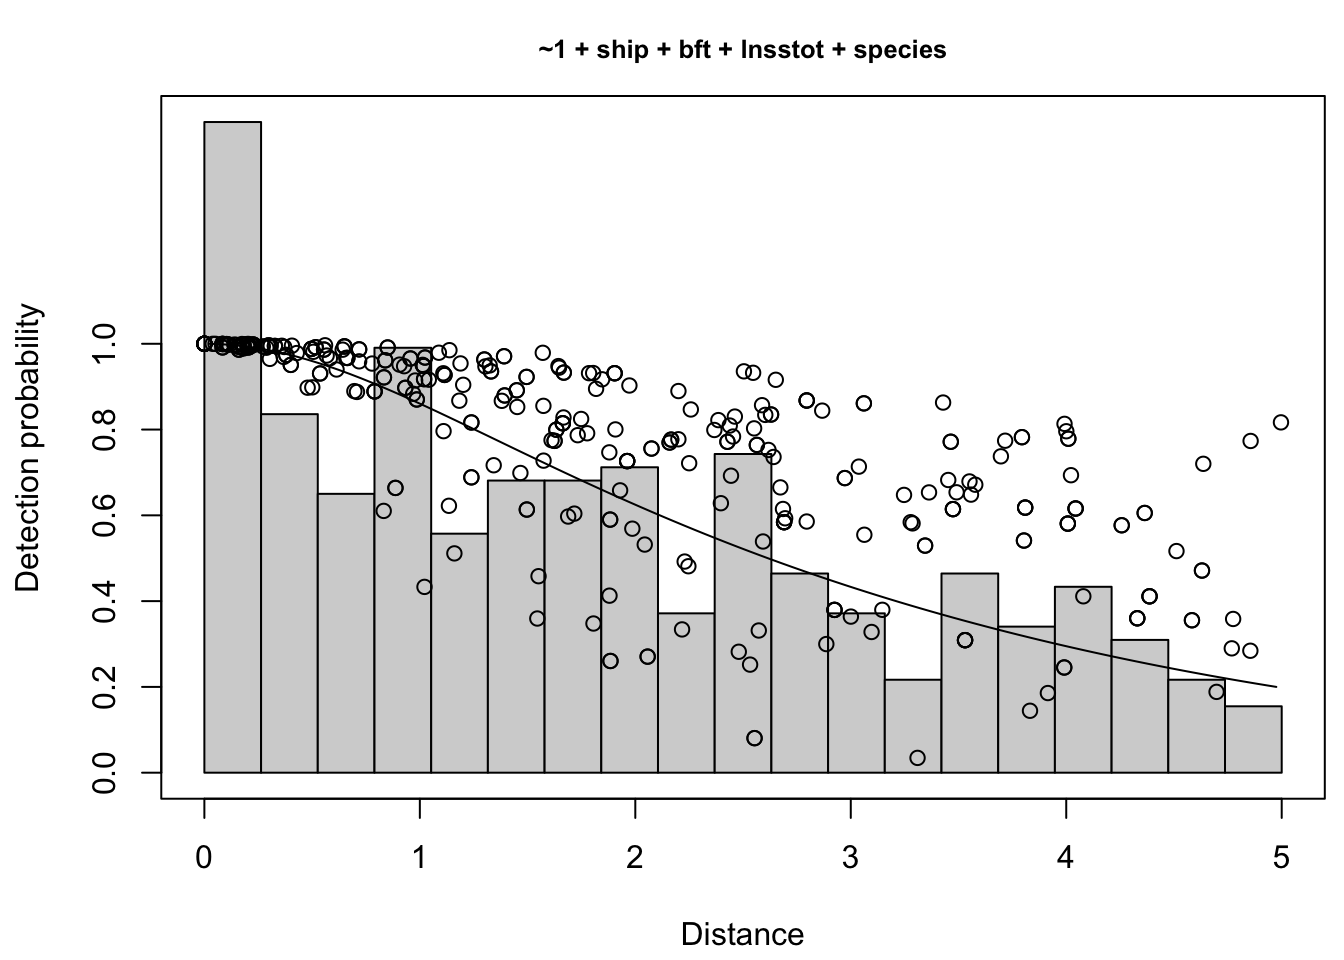 ~1 + ship + bft + lnsstot + species
Detection probability
1.0
0.8
0.6
0.4
0.2
0.0
0 1 2 3 4 5
Distance